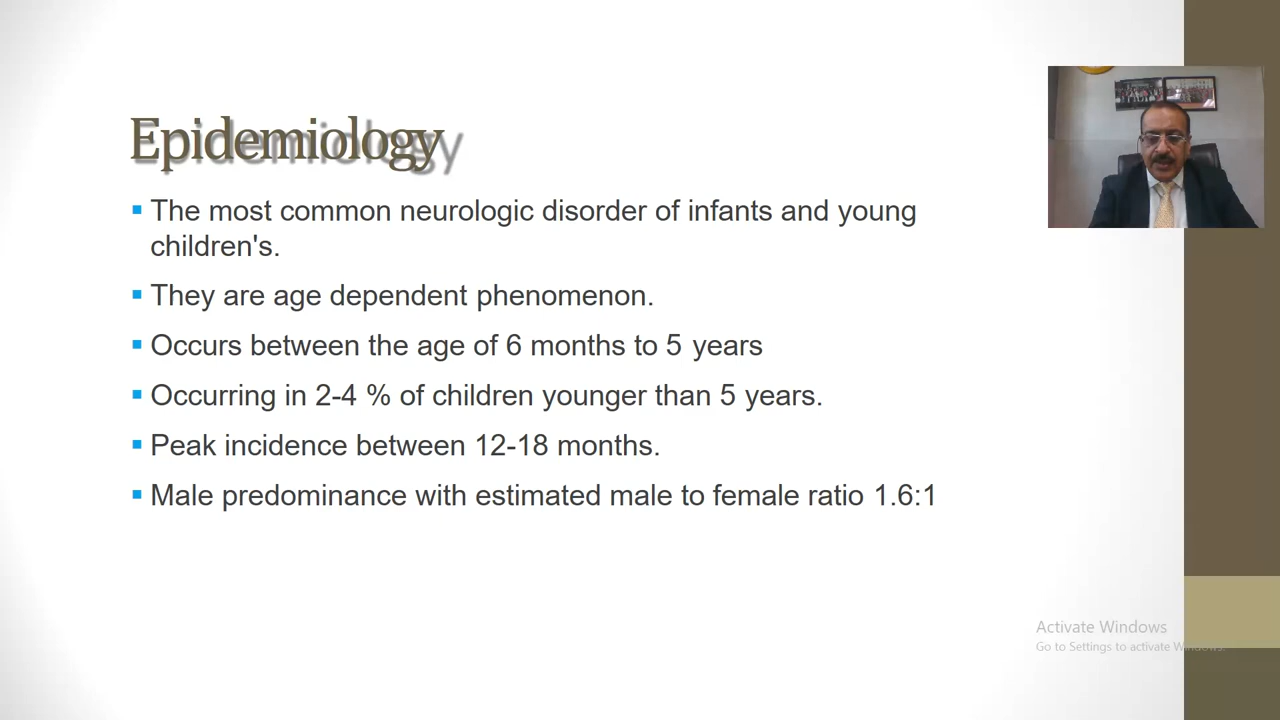 Epidemiology
The most common neurologic disorder of infants and young
children's.
They are age dependent phenomenon.
Occurs between the age of 6 months to 5 years
Occurring in 2-4 % of children younger than 5 years.
Peak incidence between 12-18 months.
Male predominance with estimated male to female ratio 1.6:1
Activate Windows
Go to Settings to activate Windows.